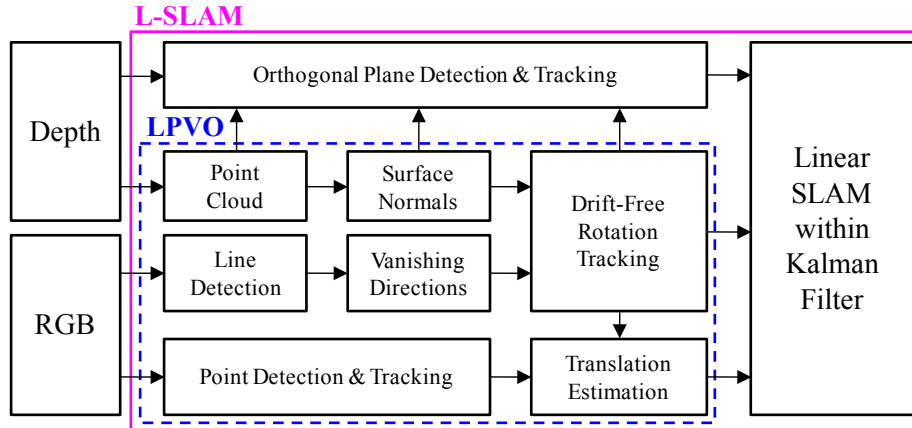 L-SLAM
Orthogonal Plane Detection & Tracking
Depth
LPVO
Point
Cloud
Surface
Normals
Drift-Free
Rotation
Tracking
Linear
SLAM
within
Kalman
Filter
Line
Detection
Vanishing
Directions
RGB
Point Detection & Tracking
Translation
Estimation